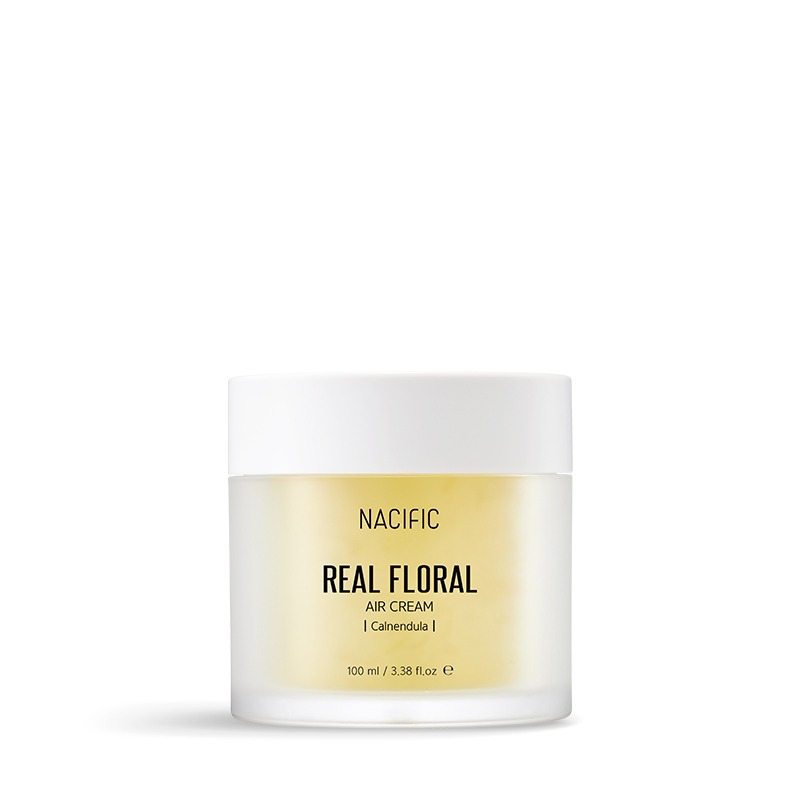 NACIFIC
REAL FLORAL
AIR CREAM
| Calnendula |
100 ml / 3.38 fl.oz ℮